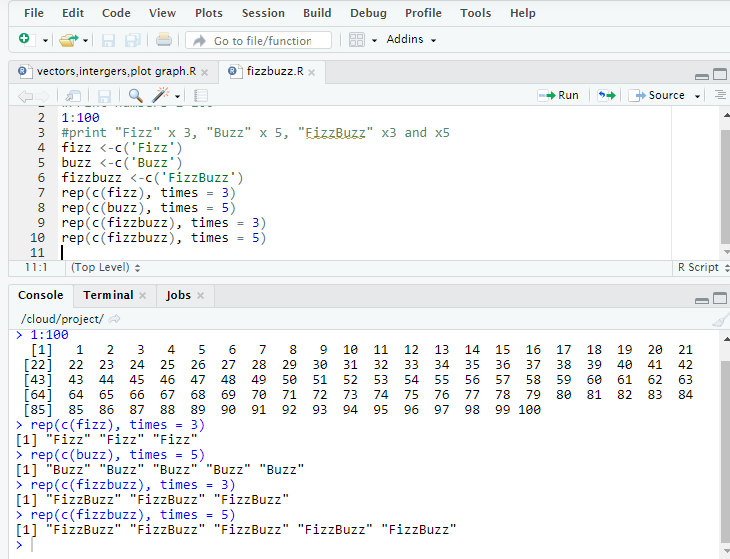 File Edit Code View Plots Session Build Debug Profile Tools Help
Go to file/function Addins
vectors,intergers,plot graph.R × fizzbuzz.R ×
Run Source
2 1:100
3 #print "Fizz" x 3, "Buzz" x 5, "FizzBuzz" x3 and x5
4 fizz <-c('Fizz')
5 buzz <-c('Buzz')
6 fizzbuzz <-c('FizzBuzz')
7 rep(c(fizz), times = 3)
8 rep(c(buzz), times = 5)
9 rep(c(fizzbuzz), times = 3)
10 rep(c(fizzbuzz), times = 5)
11
11:1 (Top Level) R Script
Console Terminal × Jobs ×
/cloud/project/
> 1:100
[1] 1 2 3 4 5 6 7 8 9 10 11 12 13 14 15 16 17 18 19 20 21
[22] 22 23 24 25 26 27 28 29 30 31 32 33 34 35 36 37 38 39 40 41 42
[43] 43 44 45 46 47 48 49 50 51 52 53 54 55 56 57 58 59 60 61 62 63
[64] 64 65 66 67 68 69 70 71 72 73 74 75 76 77 78 79 80 81 82 83 84
[85] 85 86 87 88 89 90 91 92 93 94 95 96 97 98 99 100
> rep(c(fizz), times = 3)
[1] "Fizz" "Fizz" "Fizz"
> rep(c(buzz), times = 5)
[1] "Buzz" "Buzz" "Buzz" "Buzz" "Buzz"
> rep(c(fizzbuzz), times = 3)
[1] "FizzBuzz" "FizzBuzz" "FizzBuzz"
> rep(c(fizzbuzz), times = 5)
[1] "FizzBuzz" "FizzBuzz" "FizzBuzz" "FizzBuzz" "FizzBuzz"
>